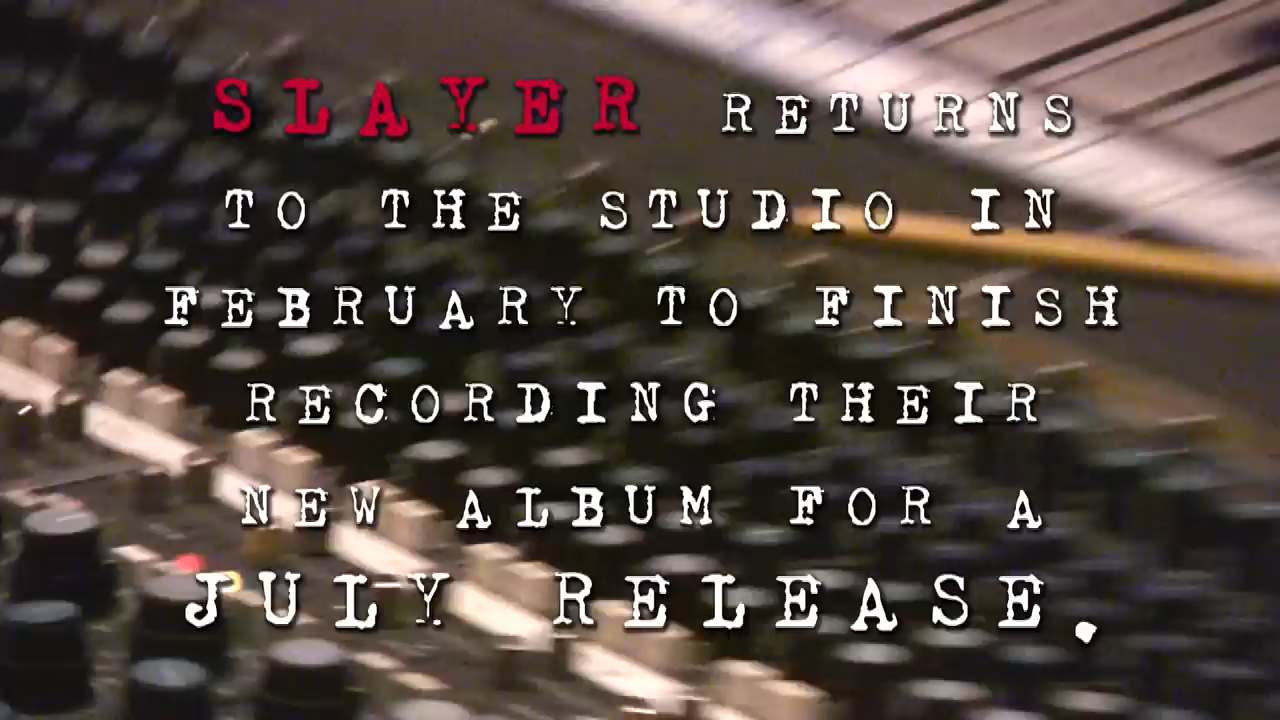 SLAYER RETURNS
TO THE STUDIO IN
FEBRUARY TO FINISH
RECORDING THEIR
NEW ALBUM FOR A
JULY RELEASE.